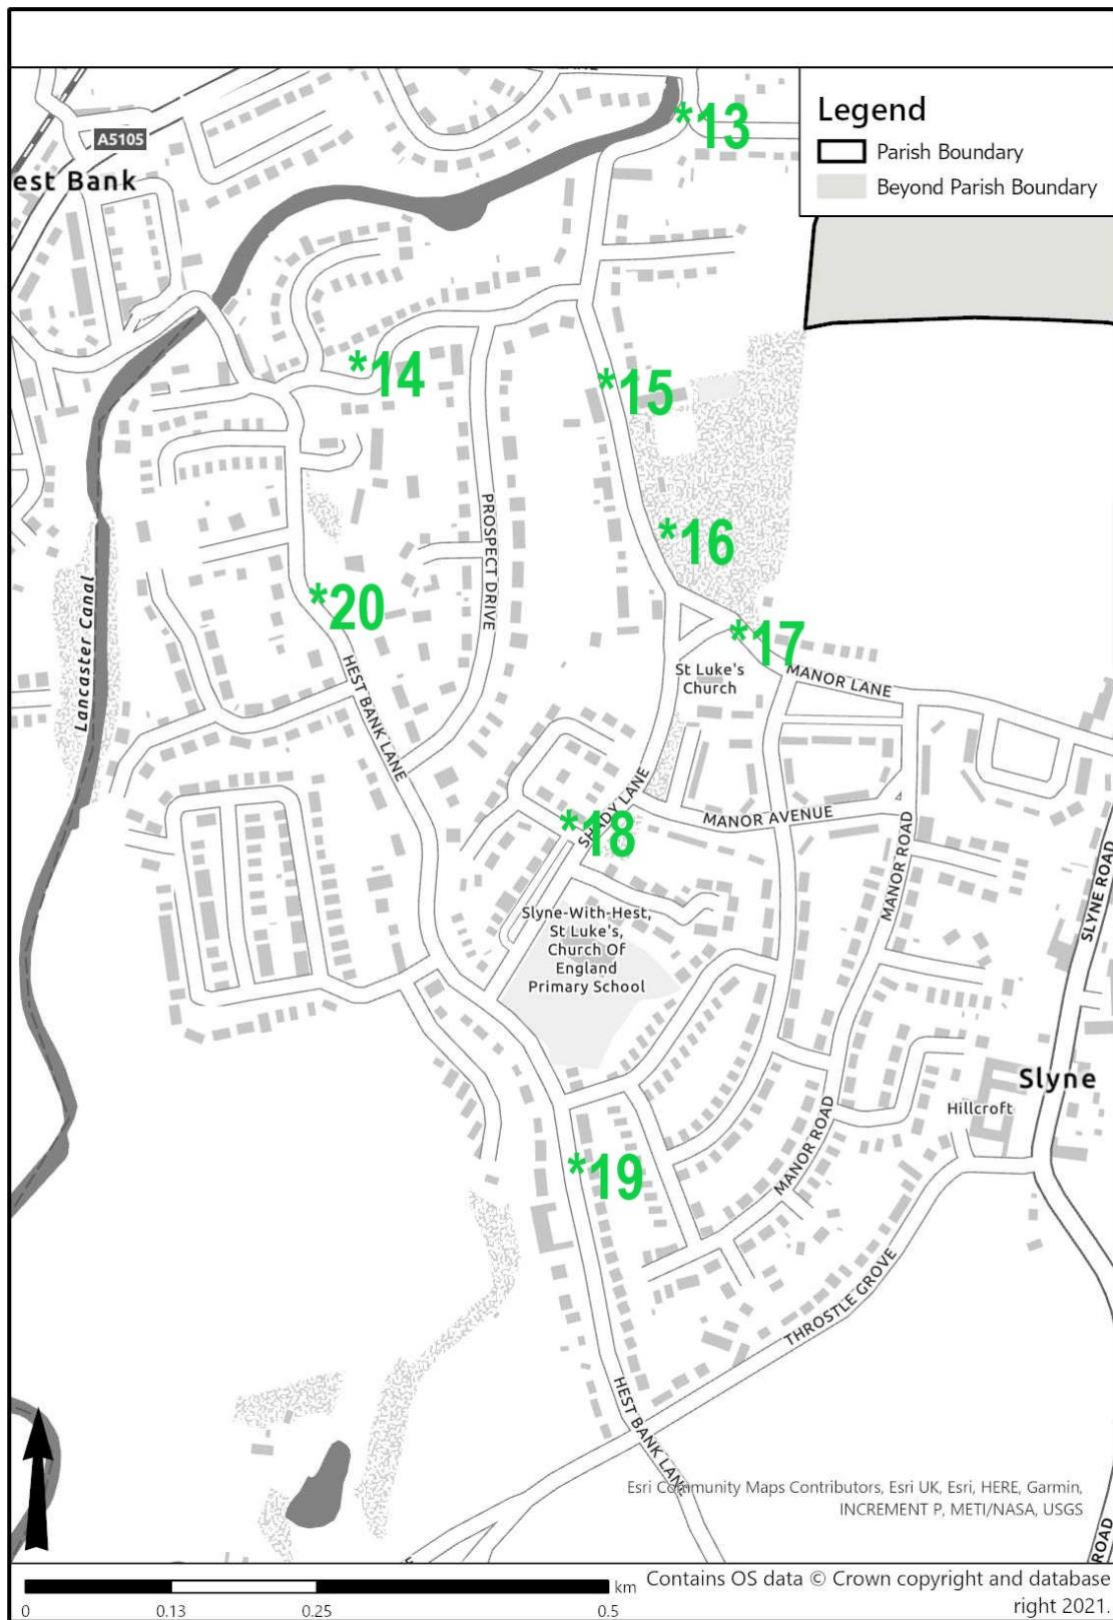 Legend
Parish Boundary
Beyond Parish Boundary
*13
A5105
est Bank
*14
*15
PROSPECT DRIVE
*16
*20
*17
Lancaster Canal
St Luke's
Church
MANOR LANE
HEST BANK LANE
SHADY LANE
*18
MANOR AVENUE
MANOR ROAD
SLYNE ROAD
Slyne-With-Hest,
St Luke's,
Church Of
England
Primary School
Slyne
Hillcroft
MANOR ROAD
*19
THROSTLE GROVE
HEST BANK LANE
Esri Community Maps Contributors, Esri UK, Esri, HERE, Garmin,
INCREMENT P, METI/NASA, USGS
ROAD
km
0 0.13 0.25 0.5
Contains OS data © Crown copyright and database
right 2021.